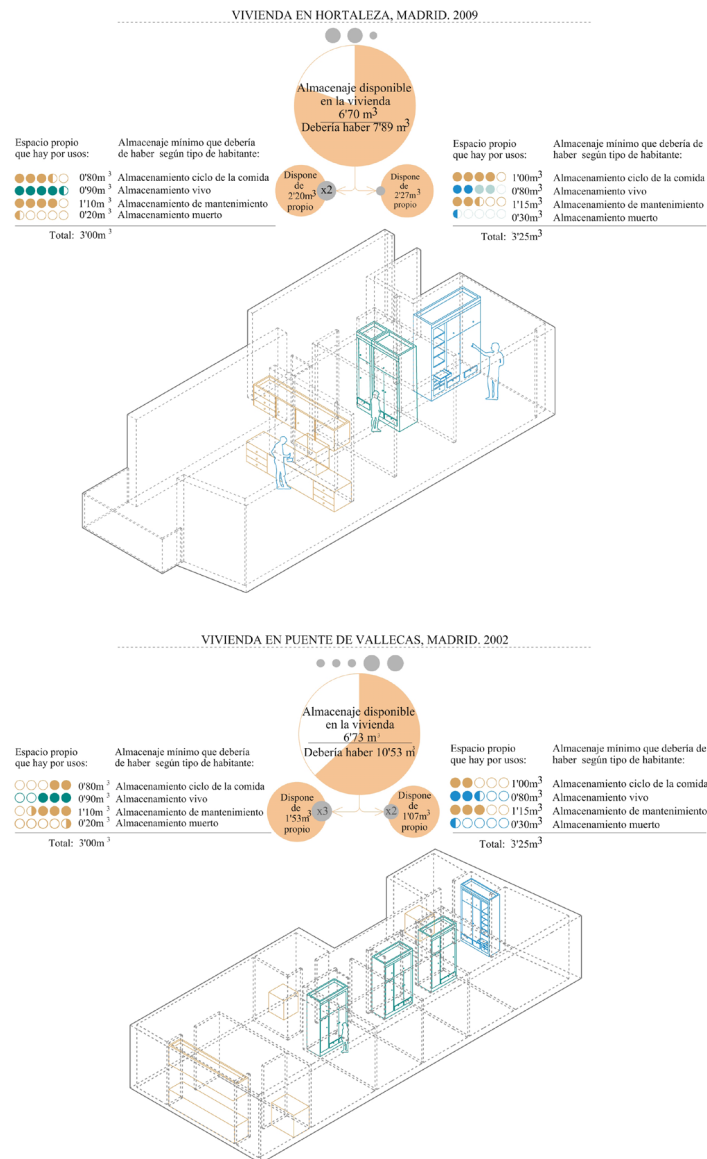 VIVIENDA EN HORTALEZA, MADRID. 2009
Almacenaje disponible
en la vivienda
6'70 m³
Debería haber 7'89 m³
Espacio propio
que hay por usos:
Almacenaje mínimo que debería
de haber según tipo de habitante:
0'80m³ Almacenamiento ciclo de la comida
0'90m³ Almacenamiento vivo
1'10m³ Almacenamiento de mantenimiento
0'20m³ Almacenamiento muerto
Total: 3'00m³
Dispone
de
2'20m³
propio
x2
Dispone
de
2'27m³
propio
Espacio propio
que hay por usos:
Almacenaje mínimo que debería de
haber según tipo de habitante:
1'00m³ Almacenamiento ciclo de la comida
0'80m³ Almacenamiento vivo
1'15m³ Almacenamiento de mantenimiento
0'30m³ Almacenamiento muerto
Total: 3'25m³
VIVIENDA EN PUENTE DE VALLECAS, MADRID. 2002
Almacenaje disponible
en la vivienda
6'73 m³
Debería haber 10'53 m³
Espacio propio
que hay por usos:
Almacenaje mínimo que debería
de haber según tipo de habitante:
0'80m³ Almacenamiento ciclo de la comida
0'90m³ Almacenamiento vivo
1'10m³ Almacenamiento de mantenimiento
0'20m³ Almacenamiento muerto
Total: 3'00m³
Dispone
de
1'53m³
propio
x3
x2
Dispone
de
1'07m³
propio
Espacio propio
que hay por usos:
Almacenaje mínimo que debería de
haber según tipo de habitante:
1'00m³ Almacenamiento ciclo de la comida
0'80m³ Almacenamiento vivo
1'15m³ Almacenamiento de mantenimiento
0'30m³ Almacenamiento muerto
Total: 3'25m³